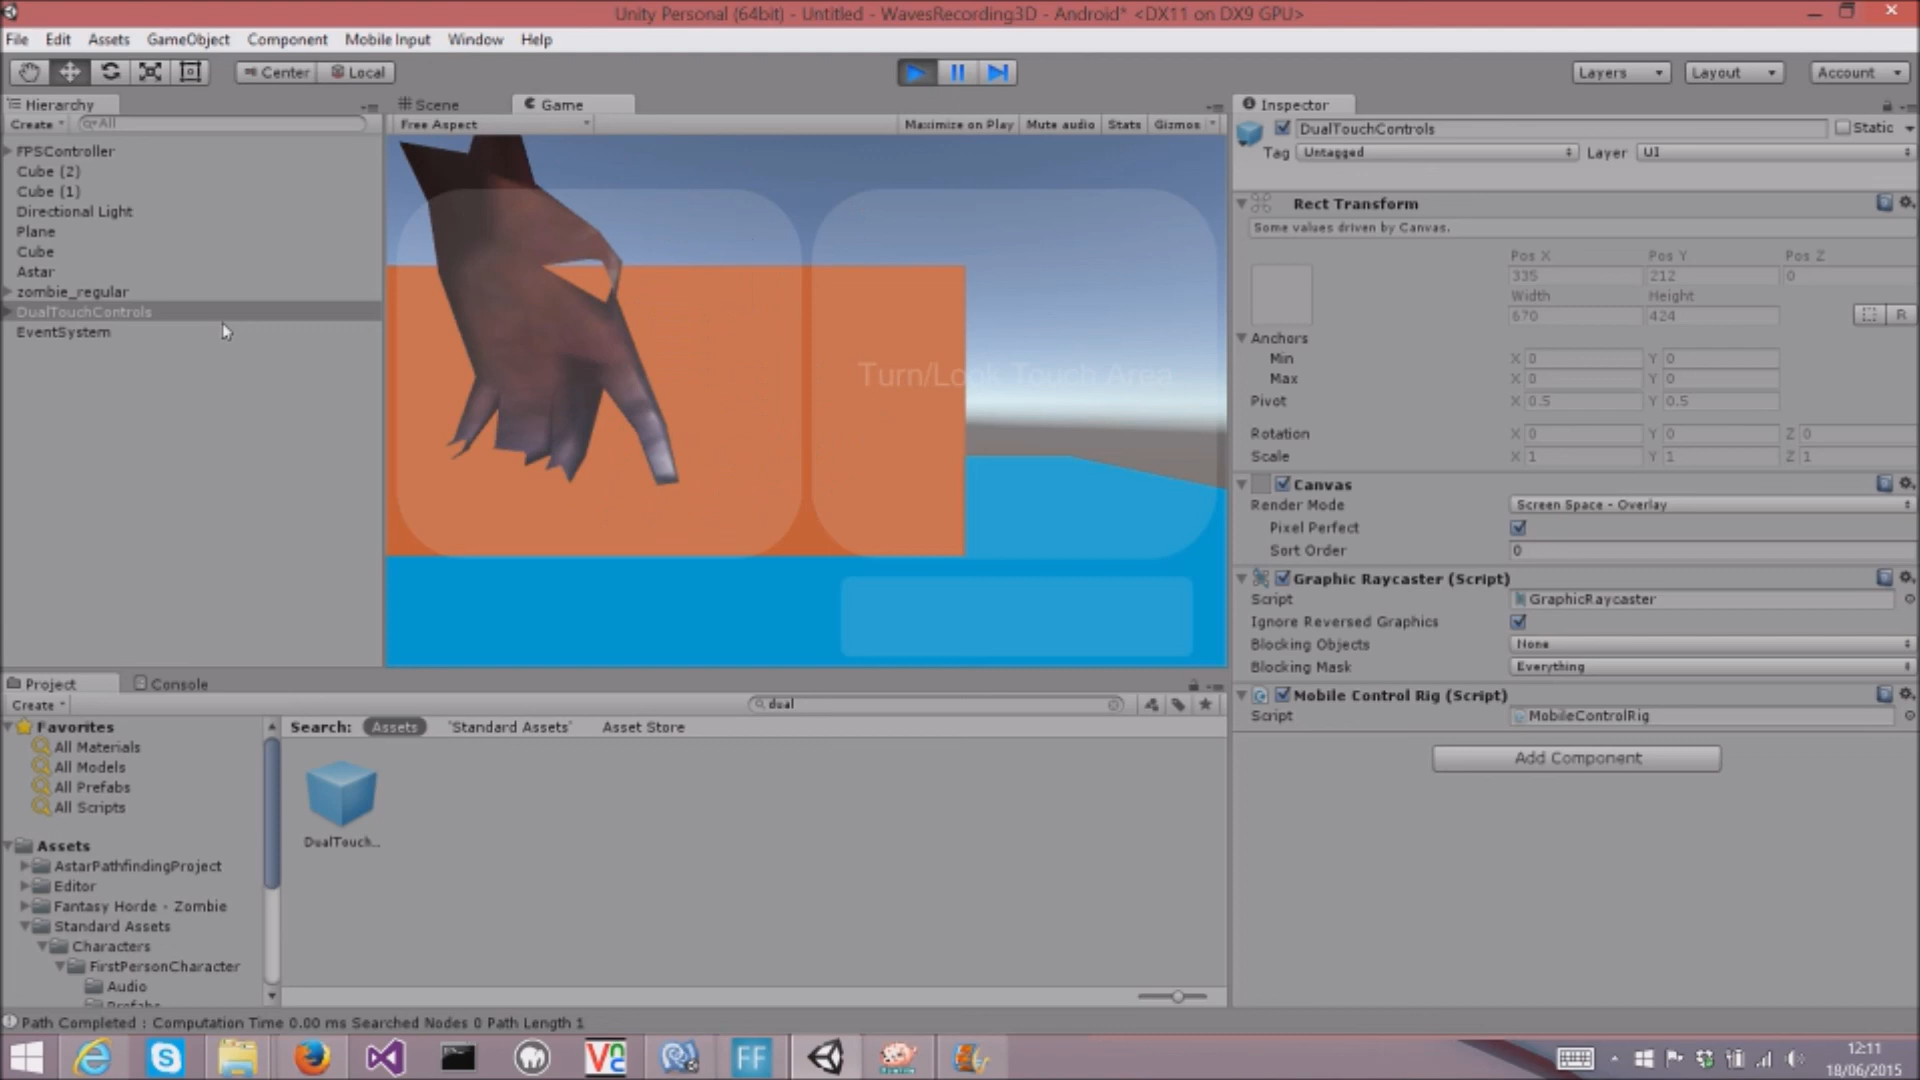 Unity Personal (64bit) - Untitled - WavesRecording3D - Android* <DX11 on DX9 GPU>
File Edit Assets GameObject Component Mobile Input Window Help
Center Local Layers Layout Account
Hierarchy
Create All
FPSController
Cube (2)
Cube (1)
Directional Light
Plane
Cube
Astar
zombie_regular
DualTouchControls
EventSystem
Scene Game
Free Aspect Maximize on Play Mute audio Stats Gizmos
Turn/Look Touch Area
Inspector
DualTouchControls Static
Tag Untagged Layer UI
Rect Transform
Some values driven by Canvas.
Pos X Pos Y Pos Z
335 212 0
Width Height
670 424 R
Anchors
Min X 0 Y 0
Max X 0 Y 0
Pivot X 0.5 Y 0.5
Rotation X 0 Y 0 Z 0
Scale X 1 Y 1 Z 1
Canvas
Render Mode Screen Space - Overlay
Pixel Perfect
Sort Order 0
Graphic Raycaster (Script)
Script GraphicRaycaster
Ignore Reversed Graphics
Blocking Objects None
Blocking Mask Everything
Mobile Control Rig (Script)
Script MobileControlRig
Add Component
Project Console
Create dual
Favorites
All Materials
All Models
All Prefabs
All Scripts
Assets
AstarPathfindingProject
Editor
Fantasy Horde - Zombie
Standard Assets
Characters
FirstPersonCharacter
Audio
Prefabs
Search: Assets 'Standard Assets' Asset Store
DualTouch...
Path Completed : Computation Time 0.00 ms Searched Nodes 0 Path Length 1
FF
12:11
18/06/2015